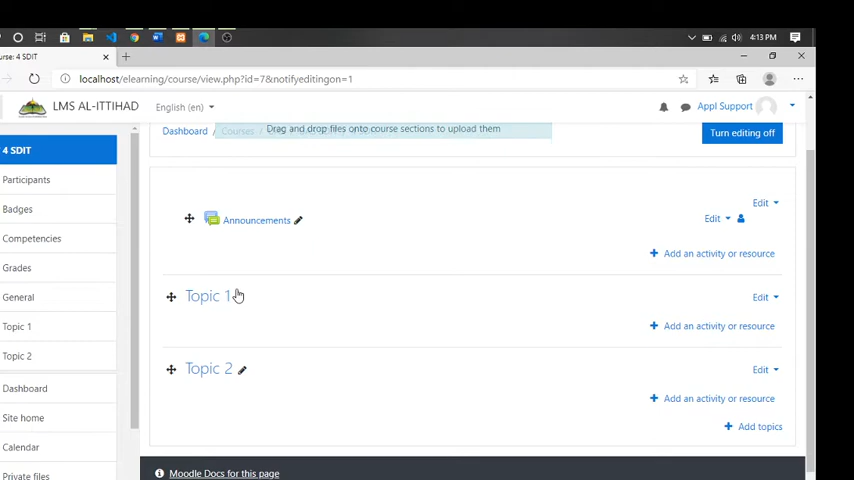 4:13 PM
urse: 4 SDIT
localhost/elearning/course/view.php?id=7&notifyeditingon=1
LMS AL-ITTIHAD
English (en)
Appl Support
Dashboard / Courses /
Drag and drop files onto course sections to upload them
Turn editing off
4 SDIT
Participants
Badges
Competencies
Grades
General
Topic 1
Topic 2
Dashboard
Site home
Calendar
Private files
Edit
Announcements
Edit
Add an activity or resource
Topic 1
Edit
Add an activity or resource
Topic 2
Edit
Add an activity or resource
Add topics
Moodle Docs for this page